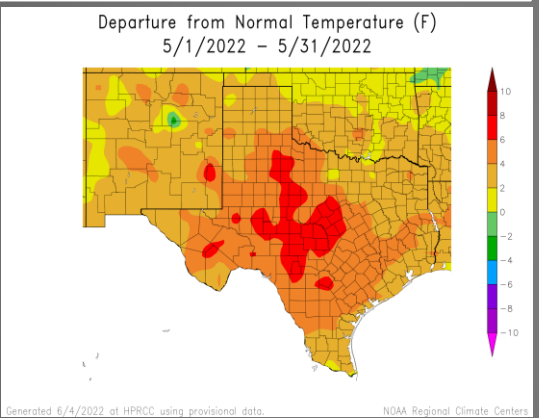 Departure from Normal Temperature (F)
5/1/2022 – 5/31/2022
10
8
6
4
2
0
-2
-4
-6
-8
-10
Generated 6/4/2022 at HPRCC using provisional data.
NOAA Regional Climate Centers